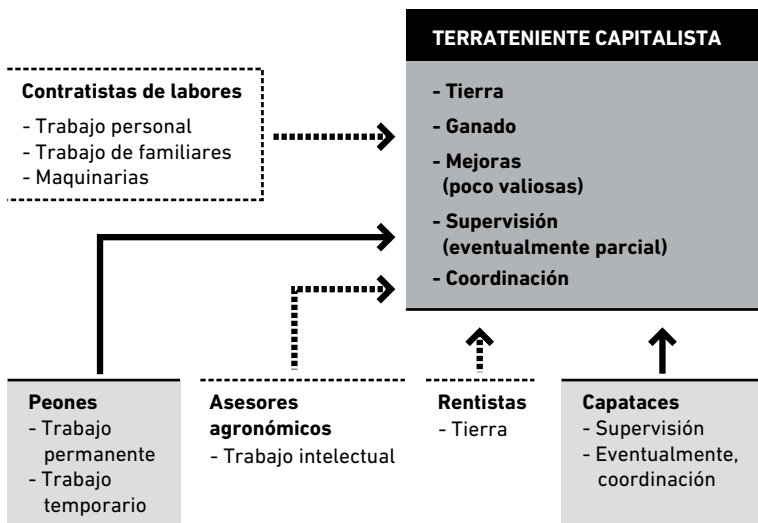 TERRATENIENTE CAPITALISTA
- Tierra
- Ganado
- Mejoras
(poco valiosas)
- Supervisión
(eventualmente parcial)
- Coordinación
Contratistas de labores
- Trabajo personal
- Trabajo de familiares
- Maquinarias
Peones
- Trabajo
permanente
- Trabajo
temporario
Asesores
agronómicos
- Trabajo intelectual
Rentistas
- Tierra
Capataces
- Supervisión
- Eventualmente,
coordinación